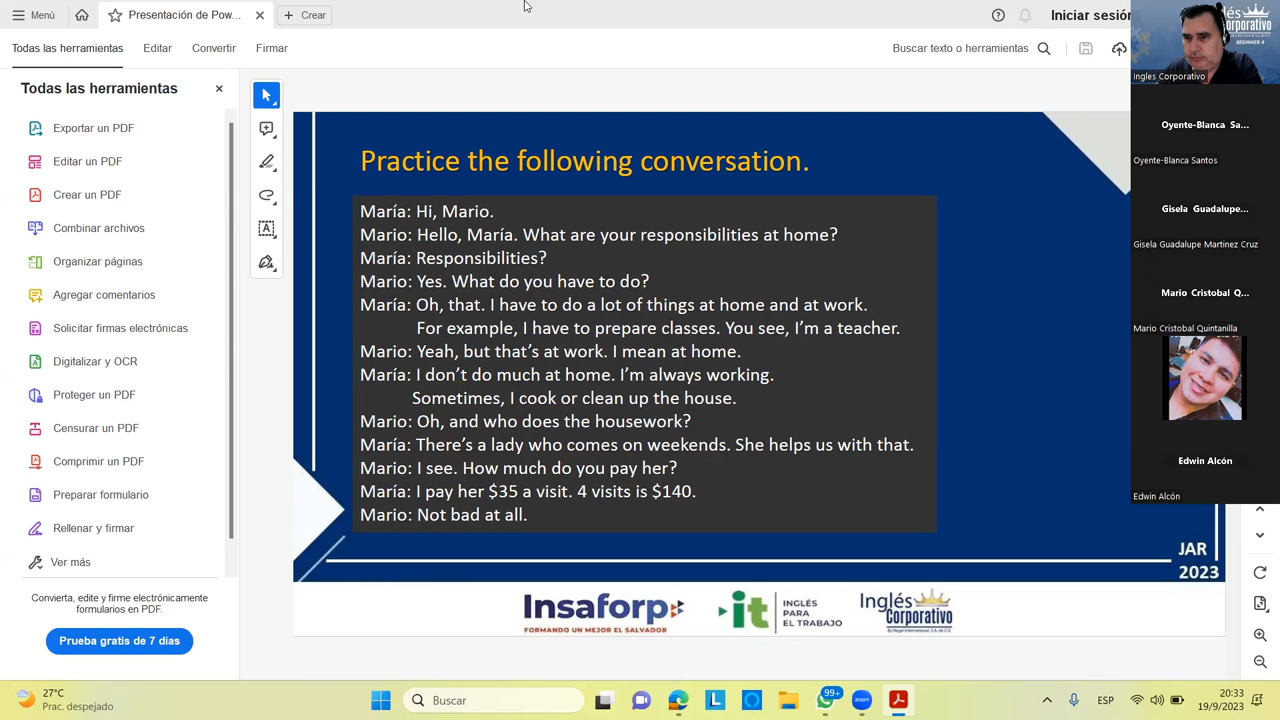 Menú
Presentación de Pow...
Crear
Iniciar sesión
Todas las herramientas
Editar
Convertir
Firmar
Buscar texto o herramientas
Todas las herramientas
Exportar un PDF
Editar un PDF
Crear un PDF
Combinar archivos
Organizar páginas
Agregar comentarios
Solicitar firmas electrónicas
Digitalizar y OCR
Proteger un PDF
Censurar un PDF
Comprimir un PDF
Preparar formulario
Rellenar y firmar
Ver más
Convierta, edite y firme electrónicamente
formularios en PDF.
Prueba gratis de 7 días
Practice the following conversation.
María: Hi, Mario.
Mario: Hello, María. What are your responsibilities at home?
María: Responsibilities?
Mario: Yes. What do you have to do?
María: Oh, that. I have to do a lot of things at home and at work.
For example, I have to prepare classes. You see, I'm a teacher.
Mario: Yeah, but that's at work. I mean at home.
María: I don't do much at home. I'm always working.
Sometimes, I cook or clean up the house.
Mario: Oh, and who does the housework?
María: There's a lady who comes on weekends. She helps us with that.
Mario: I see. How much do you pay her?
María: I pay her $35 a visit. 4 visits is $140.
Mario: Not bad at all.
JAR
2023
Insaforp
FORMANDO UN MEJOR EL SALVADOR
it
INGLÉS
PARA
EL TRABAJO
Inglés
Corporativo
By Regal International, S.A. de C.V.
Inglés
Corporativo
BEGINNER 4
Ingles Corporativo
Oyente-Blanca Sa...
Oyente-Blanca Santos
Gisela Guadalupe...
Gisela Guadalupe Martinez Cruz
Mario Cristobal Q...
Mario Cristobal Quintanilla
Edwin Alcón
Edwin Alcón
27°C
Prac. despejado
Buscar
99+
zoom
ESP
20:33
19/9/2023